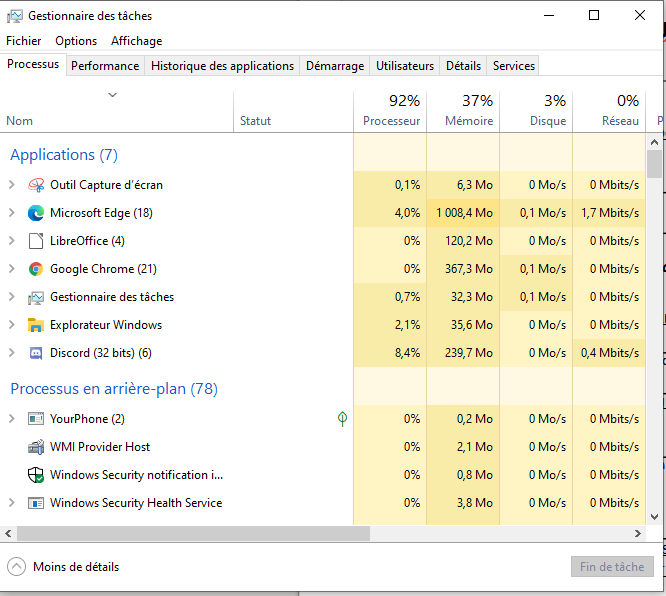 Gestionnaire des tâches
Fichier Options Affichage
Processus Performance Historique des applications Démarrage Utilisateurs Détails Services
92% 37% 3% 0%
Nom Statut Processeur Mémoire Disque Réseau P
Applications (7)
Outil Capture d'écran 0,1% 6,3 Mo 0 Mo/s 0 Mbits/s
Microsoft Edge (18) 4,0% 1 008,4 Mo 0,1 Mo/s 1,7 Mbits/s
LibreOffice (4) 0% 120,2 Mo 0 Mo/s 0 Mbits/s
Google Chrome (21) 0% 367,3 Mo 0,1 Mo/s 0 Mbits/s
Gestionnaire des tâches 0,7% 32,3 Mo 0,1 Mo/s 0 Mbits/s
Explorateur Windows 2,1% 35,6 Mo 0 Mo/s 0 Mbits/s
Discord (32 bits) (6) 8,4% 239,7 Mo 0 Mo/s 0,4 Mbits/s
Processus en arrière-plan (78)
YourPhone (2) 0% 0,2 Mo 0 Mo/s 0 Mbits/s
WMI Provider Host 0% 2,1 Mo 0 Mo/s 0 Mbits/s
Windows Security notification i... 0% 0,8 Mo 0 Mo/s 0 Mbits/s
Windows Security Health Service 0% 3,8 Mo 0 Mo/s 0 Mbits/s
Moins de détails Fin de tâche